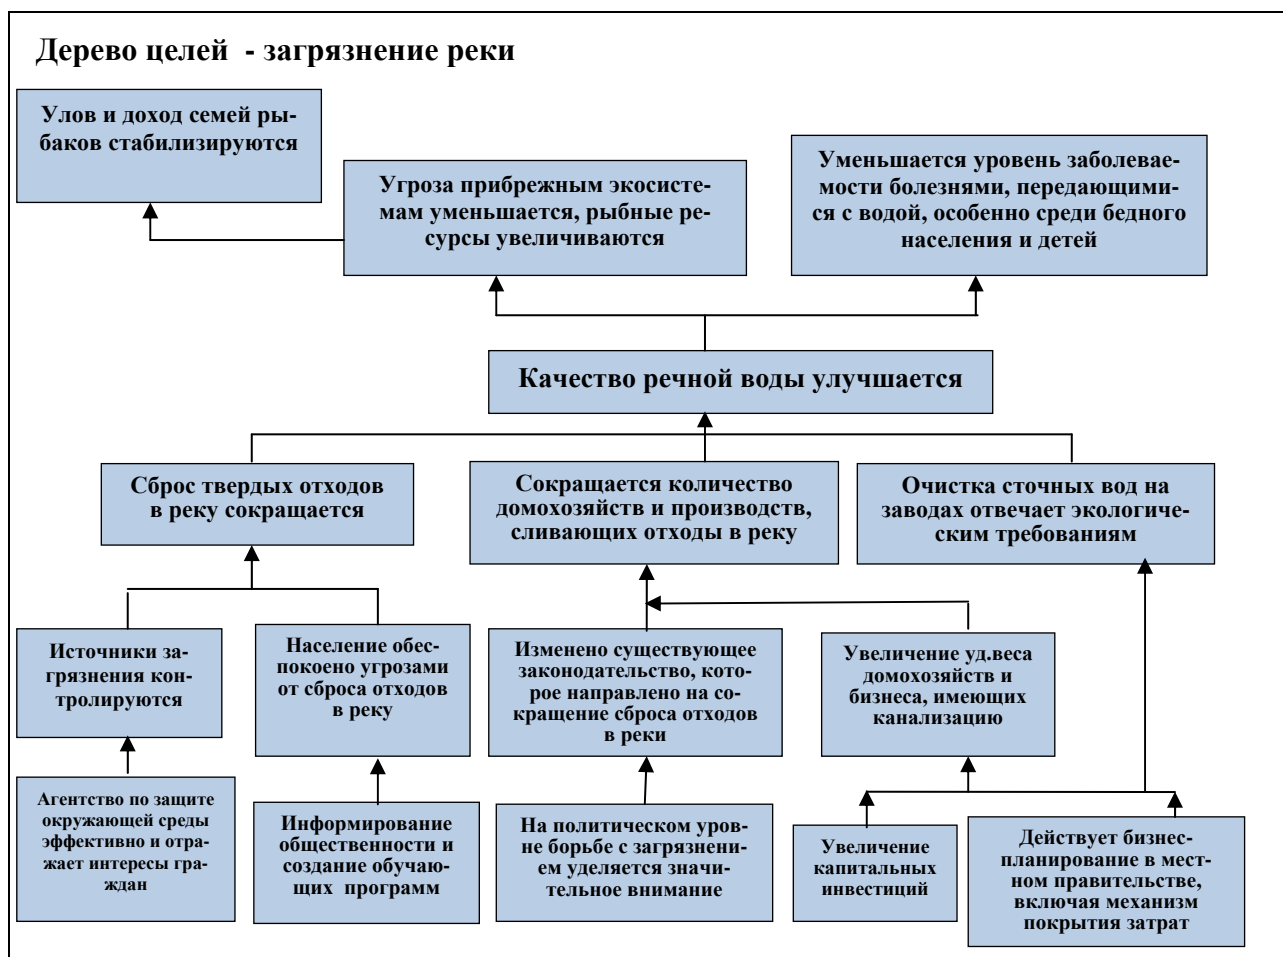 Дерево целей - загрязнение реки
Улов и доход семей ры-
баков стабилизируются
Угроза прибрежным экосисте-
мам уменьшается, рыбные ре-
сурсы увеличиваются
Уменьшается уровень заболевае-
мости болезнями, передающими-
ся с водой, особенно среди бедного
населения и детей
Качество речной воды улучшается
Сброс твердых отходов
в реку сокращается
Сокращается количество
домохозяйств и производств,
сливающих отходы в реку
Очистка сточных вод на
заводах отвечает экологиче-
ским требованиям
Источники за-
грязнения кон-
тролируются
Население обес-
покоено угрозами
от сброса отходов
в реку
Изменено существующее
законодательство, кото-
рое направлено на со-
кращение сброса отходов
в реки
Увеличение уд.веса
домохозяйств и
бизнеса, имеющих
канализацию
Агентство по защите
окружающей среды
эффективно и отра-
жает интересы гра-
ждан
Информирование
общественности и
создание обучаю-
щих программ
На политическом уров-
не борьбе с загрязнени-
ем уделяется значи-
тельное внимание
Увеличение
капитальных
инвестиций
Действует бизнес-
планирование в мест-
ном правительстве,
включая механизм
покрытия затрат